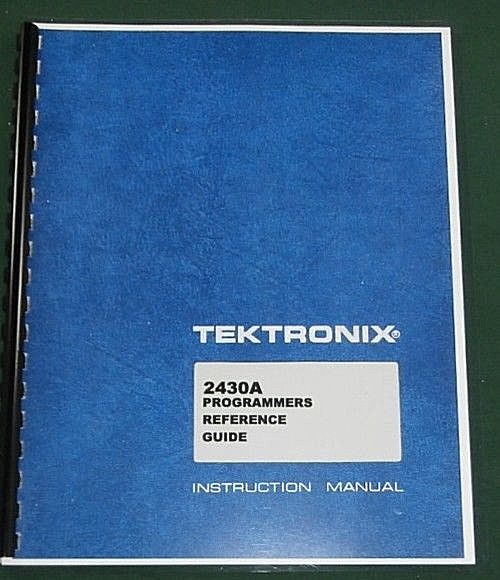 TEKTRONIX®
2430A
PROGRAMMERS
REFERENCE
GUIDE
INSTRUCTION MANUAL